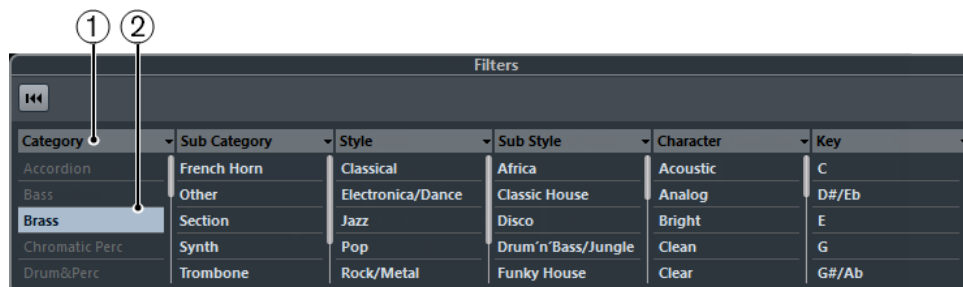 1 2
Filters
Category Sub Category Style Sub Style Character Key
Accordion French Horn Classical Africa Acoustic C
Bass Other Electronica/Dance Classic House Analog D#/Eb
Brass Section Jazz Disco Bright E
Chromatic Perc Synth Pop Drum´n´Bass/Jungle Clean G
Drum&Perc Trombone Rock/Metal Funky House Clear G#/Ab